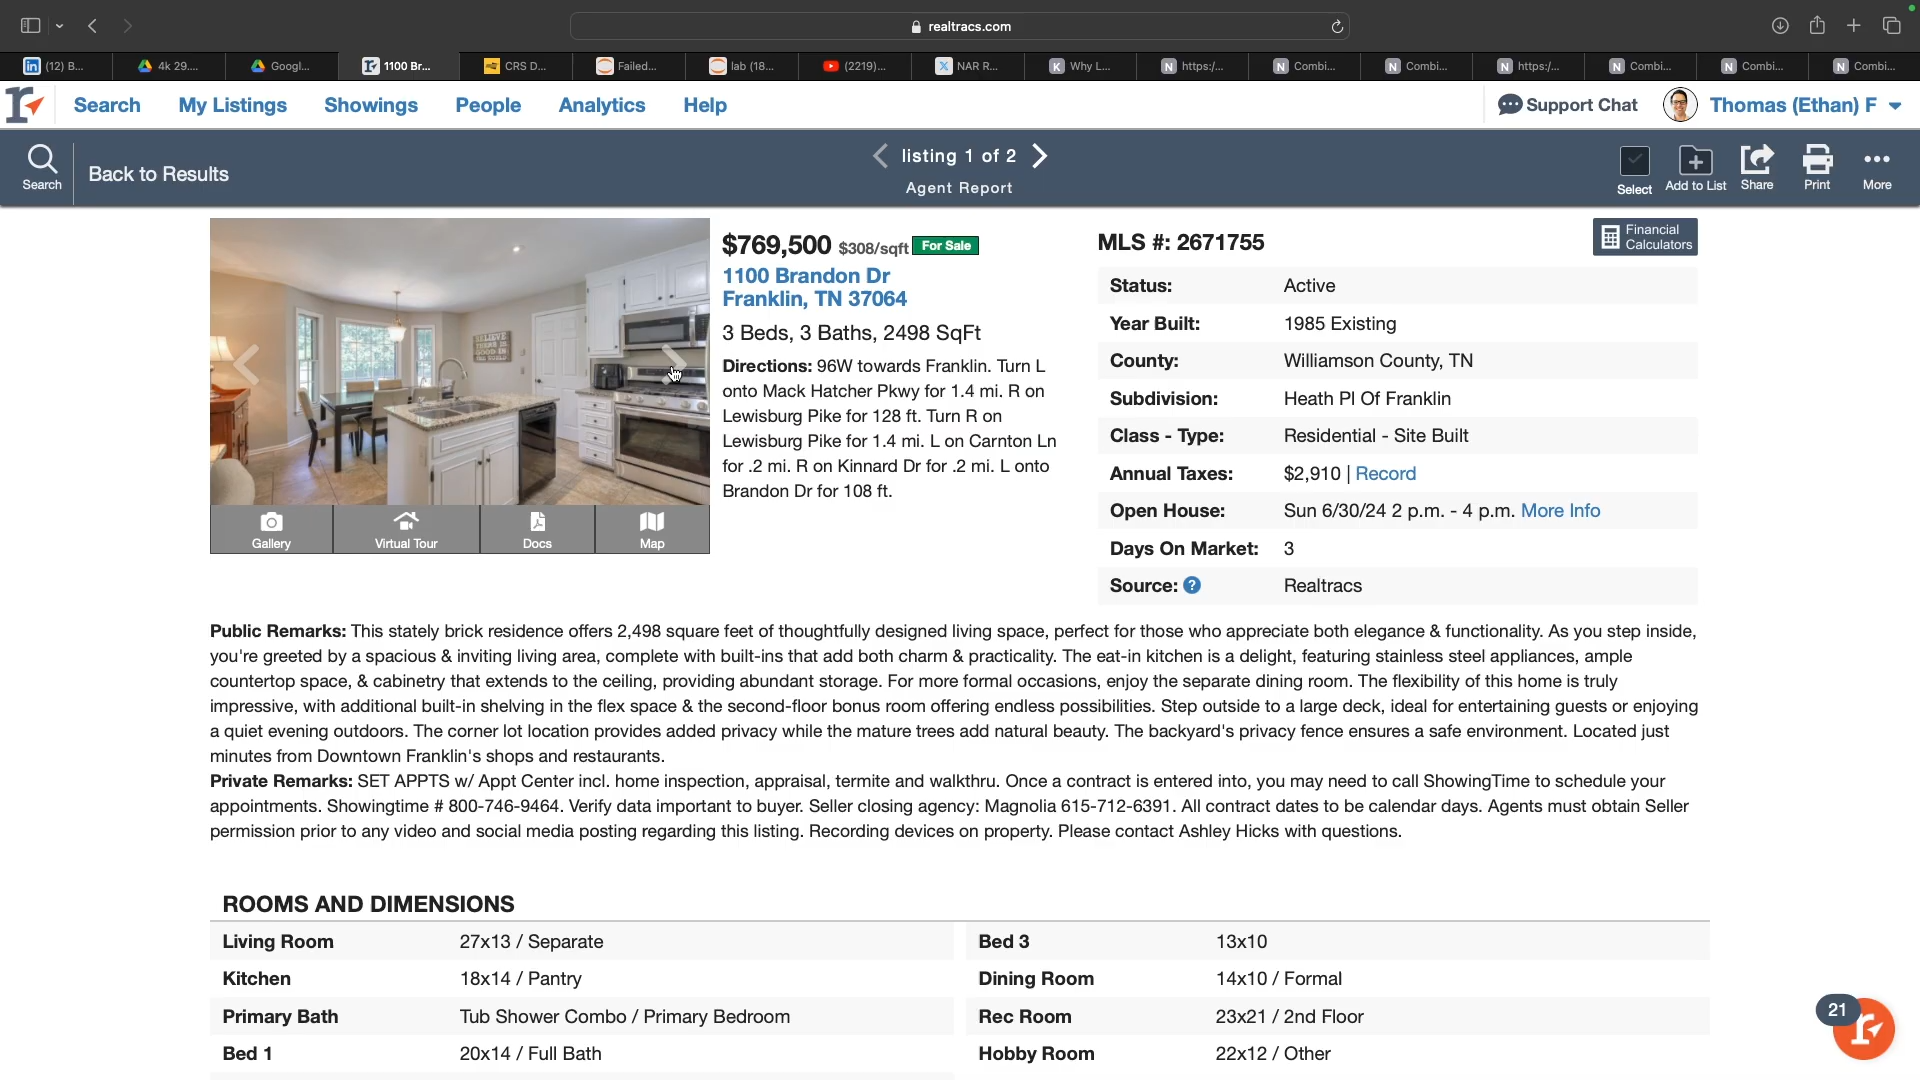 realtracs.com
(12) B...
4k 29....
Googl...
1100 Br...
CRS D...
Failed...
lab (18...
(2219)...
NAR R...
Why L...
https:/...
Combi...
Combi...
https:/...
Combi...
Combi...
Combi...
Search
My Listings
Showings
People
Analytics
Help
Support Chat
Thomas (Ethan) F
Search
Back to Results
listing 1 of 2
Agent Report
Select
Add to List
Share
Print
More
BELIEVE
THERE IS
GOOD IN
THE WORLD
Gallery
Virtual Tour
Docs
Map
$769,500 $308/sqft For Sale
1100 Brandon Dr
Franklin, TN 37064
3 Beds, 3 Baths, 2498 SqFt
Directions: 96W towards Franklin. Turn L
onto Mack Hatcher Pkwy for 1.4 mi. R on
Lewisburg Pike for 128 ft. Turn R on
Lewisburg Pike for 1.4 mi. L on Carnton Ln
for .2 mi. R on Kinnard Dr for .2 mi. L onto
Brandon Dr for 108 ft.
MLS #: 2671755
Financial
Calculators
Status: Active
Year Built: 1985 Existing
County: Williamson County, TN
Subdivision: Heath Pl Of Franklin
Class - Type: Residential - Site Built
Annual Taxes: $2,910 | Record
Open House: Sun 6/30/24 2 p.m. - 4 p.m. More Info
Days On Market: 3
Source: ? Realtracs
Public Remarks: This stately brick residence offers 2,498 square feet of thoughtfully designed living space, perfect for those who appreciate both elegance & functionality. As you step inside,
you're greeted by a spacious & inviting living area, complete with built-ins that add both charm & practicality. The eat-in kitchen is a delight, featuring stainless steel appliances, ample
countertop space, & cabinetry that extends to the ceiling, providing abundant storage. For more formal occasions, enjoy the separate dining room. The flexibility of this home is truly
impressive, with additional built-in shelving in the flex space & the second-floor bonus room offering endless possibilities. Step outside to a large deck, ideal for entertaining guests or enjoying
a quiet evening outdoors. The corner lot location provides added privacy while the mature trees add natural beauty. The backyard's privacy fence ensures a safe environment. Located just
minutes from Downtown Franklin's shops and restaurants.
Private Remarks: SET APPTS w/ Appt Center incl. home inspection, appraisal, termite and walkthru. Once a contract is entered into, you may need to call ShowingTime to schedule your
appointments. Showingtime # 800-746-9464. Verify data important to buyer. Seller closing agency: Magnolia 615-712-6391. All contract dates to be calendar days. Agents must obtain Seller
permission prior to any video and social media posting regarding this listing. Recording devices on property. Please contact Ashley Hicks with questions.
ROOMS AND DIMENSIONS
Living Room 27x13 / Separate
Kitchen 18x14 / Pantry
Primary Bath Tub Shower Combo / Primary Bedroom
Bed 1 20x14 / Full Bath
Bed 3 13x10
Dining Room 14x10 / Formal
Rec Room 23x21 / 2nd Floor
Hobby Room 22x12 / Other
21